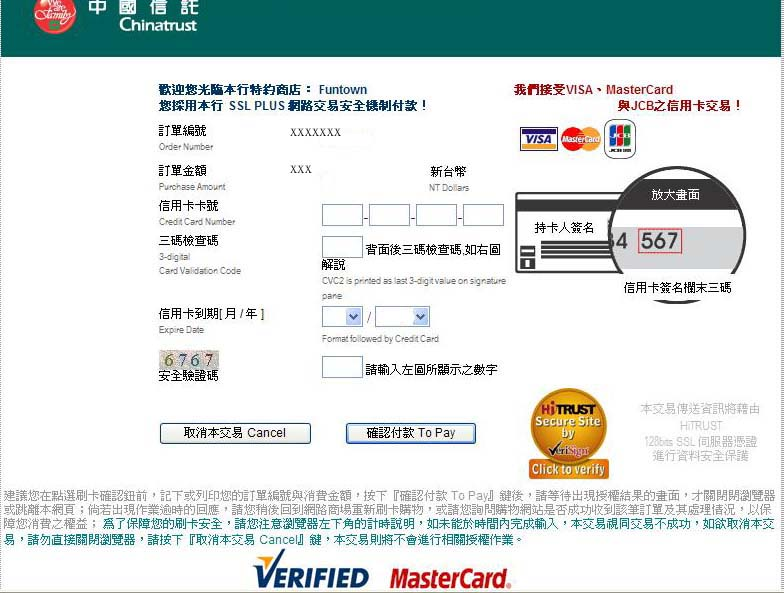 We are Family
中國信託
Chinatrust
歡迎您光臨本行特約商店： Funtown
您採用本行 SSL PLUS 網路交易安全機制付款！
我們接受VISA、MasterCard
與JCB之信用卡交易！
訂單編號
Order Number
XXXXXXX
VISA MasterCard JCB
訂單金額
Purchase Amount
XXX
新台幣
NT Dollars
信用卡卡號
Credit Card Number
- - -
三碼檢查碼
3-digital
Card Validation Code
背面後三碼檢查碼,如右圖
解說
CVC2 is printed as last 3-digit value on signature
pane
放大畫面
持卡人簽名
34 567
信用卡簽名欄末三碼
信用卡到期[ 月 / 年 ]
Expire Date
/
Format followed by Credit Card
6767
安全驗證碼
請輸入左圖所顯示之數字
取消本交易 Cancel
確認付款 To Pay
HiTRUST
Secure Site
by
VeriSign
Click to verify
本交易傳送資訊將藉由
HiTRUST
128bits SSL 伺服器憑證
進行資料安全保護
建議您在點選刷卡確認鈕前，記下或列印您的訂單編號與消費金額，按下『確認付款 To Pay』鍵後，請等待出現授權結果的畫面，才關閉閉瀏覽器
或跳離本網頁；倘若出現作業逾時的回應，請您稍後回到網路商場重新刷卡購物，或請您詢問購物網站是否成功收到該筆訂單及其處理情況，以保
障您消費之權益； 爲了保障您的刷卡安全，請您注意瀏覽器左下角的計時說明，如未能於時間內完成輸入，本交易視同交易不成功，如欲取消本交
易，請勿直接關閉瀏覽器，請按下『取消本交易 Cancel』鍵，本交易則將不會進行相關授權作業。
VERIFIED MasterCard.